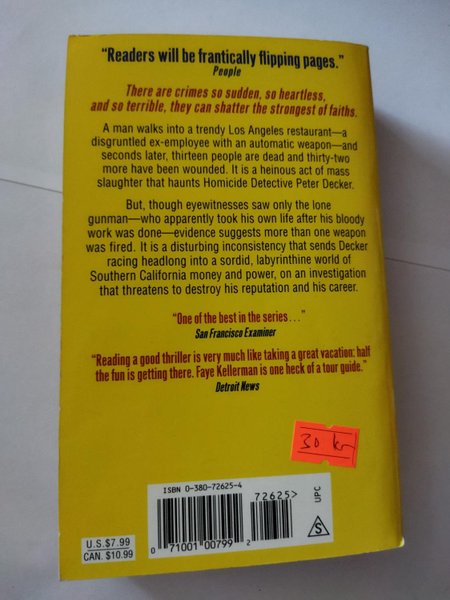 “Readers will be frantically flipping pages.”
People
There are crimes so sudden, so heartless,
and so terrible, they can shatter the strongest of faiths.
A man walks into a trendy Los Angeles restaurant—a
disgruntled ex-employee with an automatic weapon—and
seconds later, thirteen people are dead and thirty-two
more have been wounded. It is a heinous act of mass
slaughter that haunts Homicide Detective Peter Decker.
But, though eyewitnesses saw only the lone
gunman—who apparently took his own life after his bloody
work was done—evidence suggests more than one weapon
was fired. It is a disturbing inconsistency that sends Decker
racing headlong into a sordid, labyrinthine world of
Southern California money and power, on an investigation
that threatens to destroy his reputation and his career.
“One of the best in the series...”
San Francisco Examiner
“Reading a good thriller is very much like taking a great vacation: half
the fun is getting there. Faye Kellerman is one heck of a tour guide.”
Detroit News
30 kr
ISBN 0-380-72625-4
72625>
UPC
S
U.S.$7.99
CAN. $10.99
0 71001 00799 2